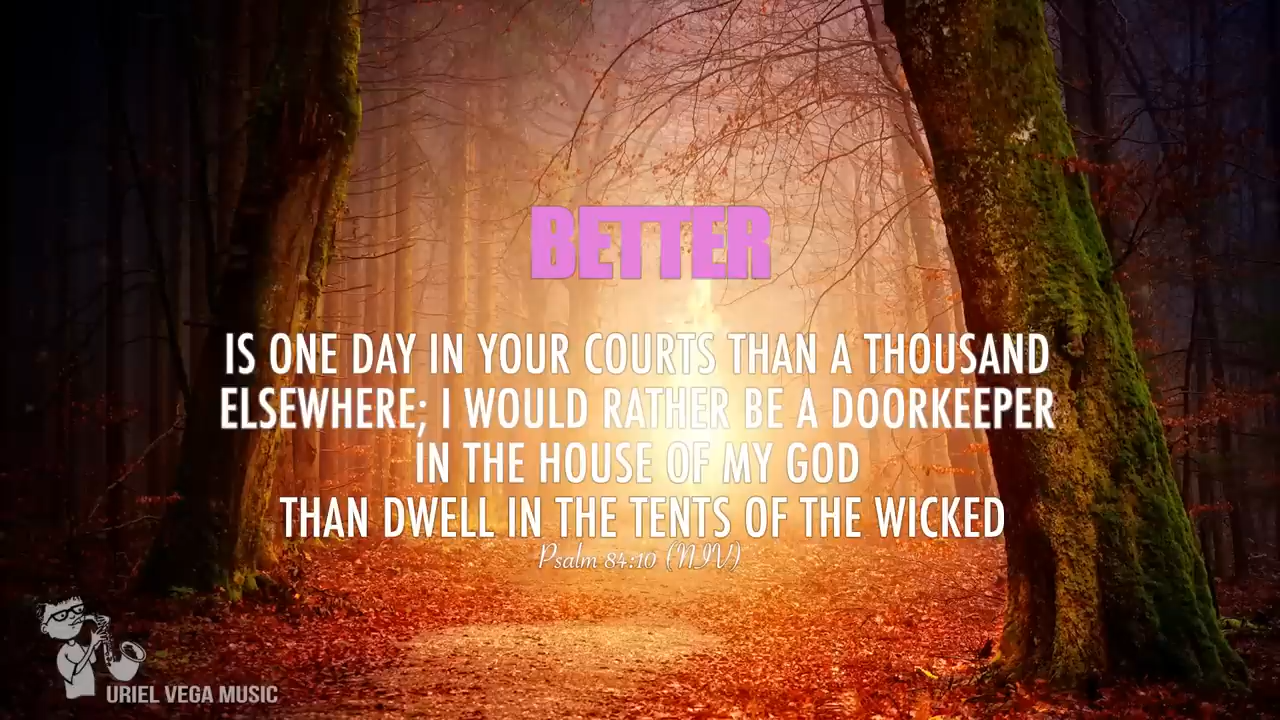 BETTER
IS ONE DAY IN YOUR COURTS THAN A THOUSAND
ELSEWHERE; I WOULD RATHER BE A DOORKEEPER
IN THE HOUSE OF MY GOD
THAN DWELL IN THE TENTS OF THE WICKED
Psalm 84:10 (NIV)
URIEL VEGA MUSIC